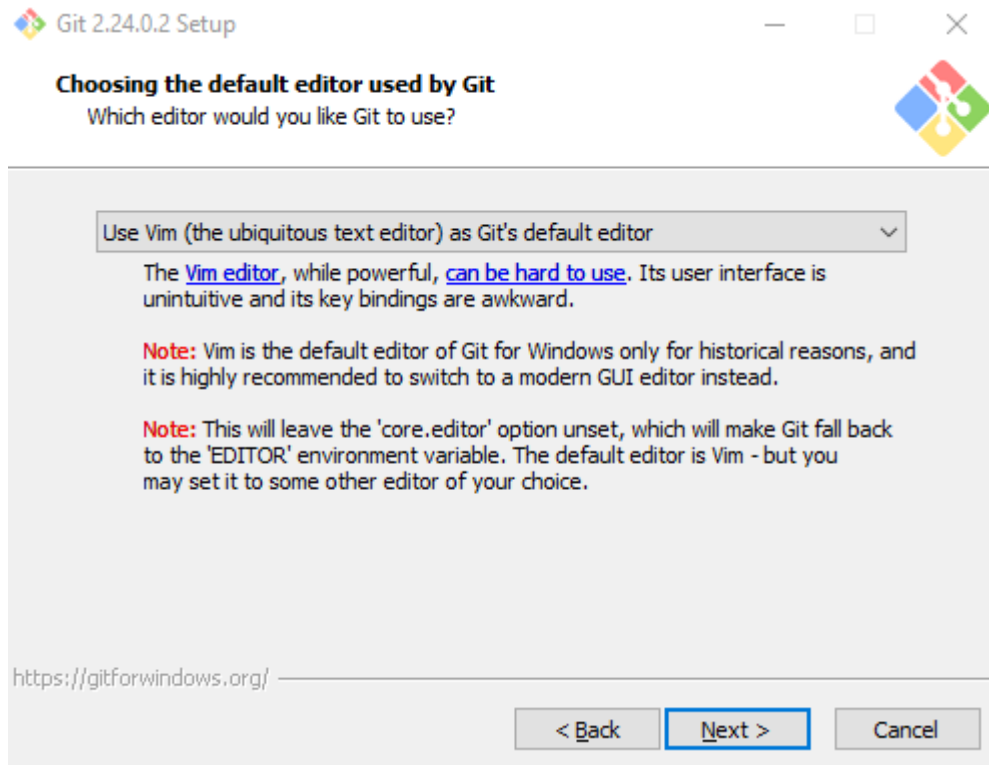 Git 2.24.0.2 Setup
Choosing the default editor used by Git
Which editor would you like Git to use?
Use Vim (the ubiquitous text editor) as Git's default editor
The Vim editor, while powerful, can be hard to use. Its user interface is
unintuitive and its key bindings are awkward.
Note: Vim is the default editor of Git for Windows only for historical reasons, and
it is highly recommended to switch to a modern GUI editor instead.
Note: This will leave the 'core.editor' option unset, which will make Git fall back
to the 'EDITOR' environment variable. The default editor is Vim - but you
may set it to some other editor of your choice.
https://gitforwindows.org/
< Back Next > Cancel